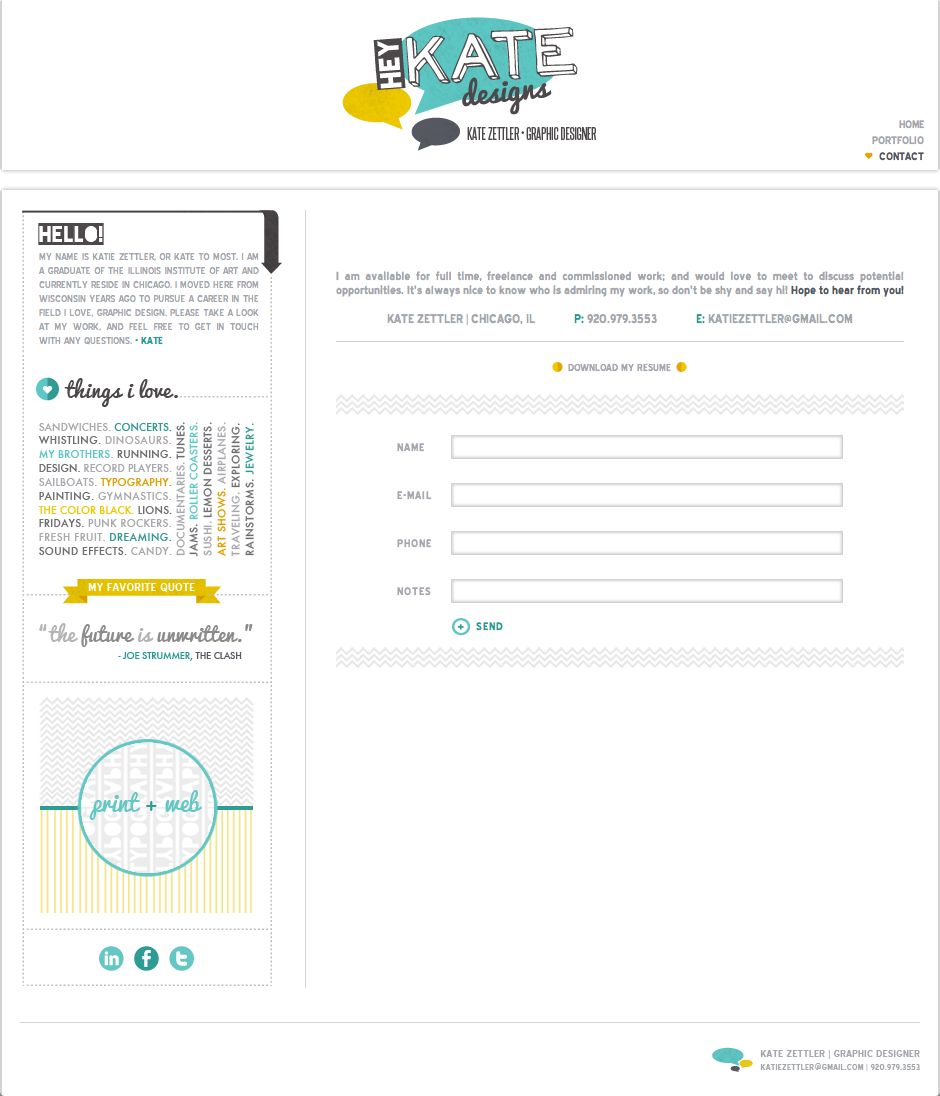 HEY KATE
designs
KATE ZETTLER • GRAPHIC DESIGNER
HOME
PORTFOLIO
CONTACT
HELLO!
MY NAME IS KATIE ZETTLER, OR KATE TO MOST. I AM
A GRADUATE OF THE ILLINOIS INSTITUTE OF ART AND
CURRENTLY RESIDE IN CHICAGO. I MOVED HERE FROM
WISCONSIN YEARS AGO TO PURSUE A CAREER IN THE
FIELD I LOVE, GRAPHIC DESIGN. PLEASE TAKE A LOOK
AT MY WORK, AND FEEL FREE TO GET IN TOUCH
WITH ANY QUESTIONS. • KATE
things i love.
SANDWICHES. CONCERTS.
WHISTLING. DINOSAURS.
MY BROTHERS. RUNNING.
DESIGN. RECORD PLAYERS.
SAILBOATS. TYPOGRAPHY.
PAINTING. GYMNASTICS.
THE COLOR BLACK. LIONS.
FRIDAYS. PUNK ROCKERS.
FRESH FRUIT. DREAMING.
SOUND EFFECTS. CANDY.
DOCUMENTARIES. TUNES.
JAMS. ROLLER COASTERS.
SUSHI. LEMON DESSERTS.
ART SHOWS. AIRPLANES.
TRAVELING. EXPLORING.
RAINSTORMS. JEWELRY.
MY FAVORITE QUOTE
"the future is unwritten."
- JOE STRUMMER, THE CLASH
print + web
in f t
I am available for full time, freelance and commissioned work; and would love to meet to discuss potential
opportunities. It's always nice to know who is admiring my work, so don't be shy and say hi! Hope to hear from you!
KATE ZETTLER | CHICAGO, IL P: 920.979.3553 E: KATIEZETTLER@GMAIL.COM
DOWNLOAD MY RESUME
NAME
E-MAIL
PHONE
NOTES
SEND
KATE ZETTLER | GRAPHIC DESIGNER
KATIEZETTLER@GMAIL.COM | 920.979.3553